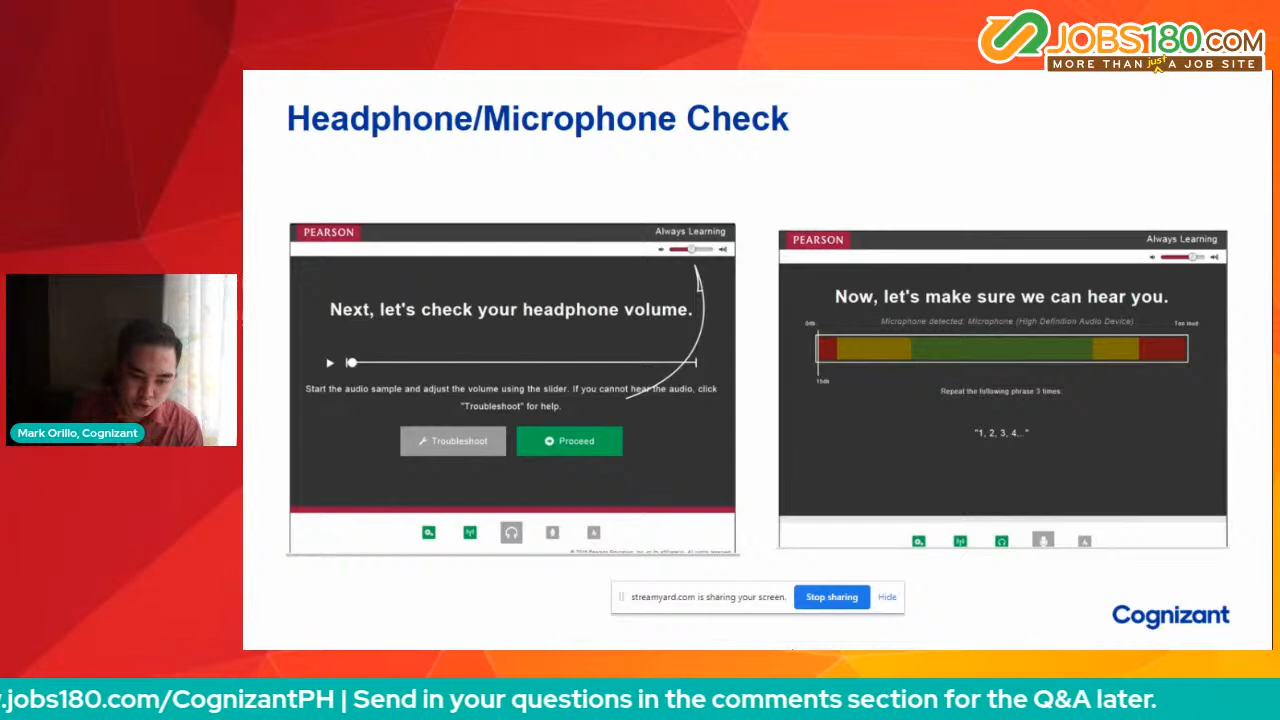 JOBS180.COM
MORE THAN just A JOB SITE
Headphone/Microphone Check
PEARSON
Always Learning
Next, let's check your headphone volume.
Start the audio sample and adjust the volume using the slider. If you cannot hear the audio, click
"Troubleshoot" for help.
Troubleshoot
Proceed
PEARSON
Always Learning
Now, let's make sure we can hear you.
Microphone detected: Microphone (High Definition Audio Device)
Too loud
Repeat the following phrase 3 times:
"1, 2, 3, 4..."
Mark Orillo, Cognizant
streamyard.com is sharing your screen.
Stop sharing
Hide
Cognizant
.jobs180.com/CognizantPH | Send in your questions in the comments section for the Q&A later.